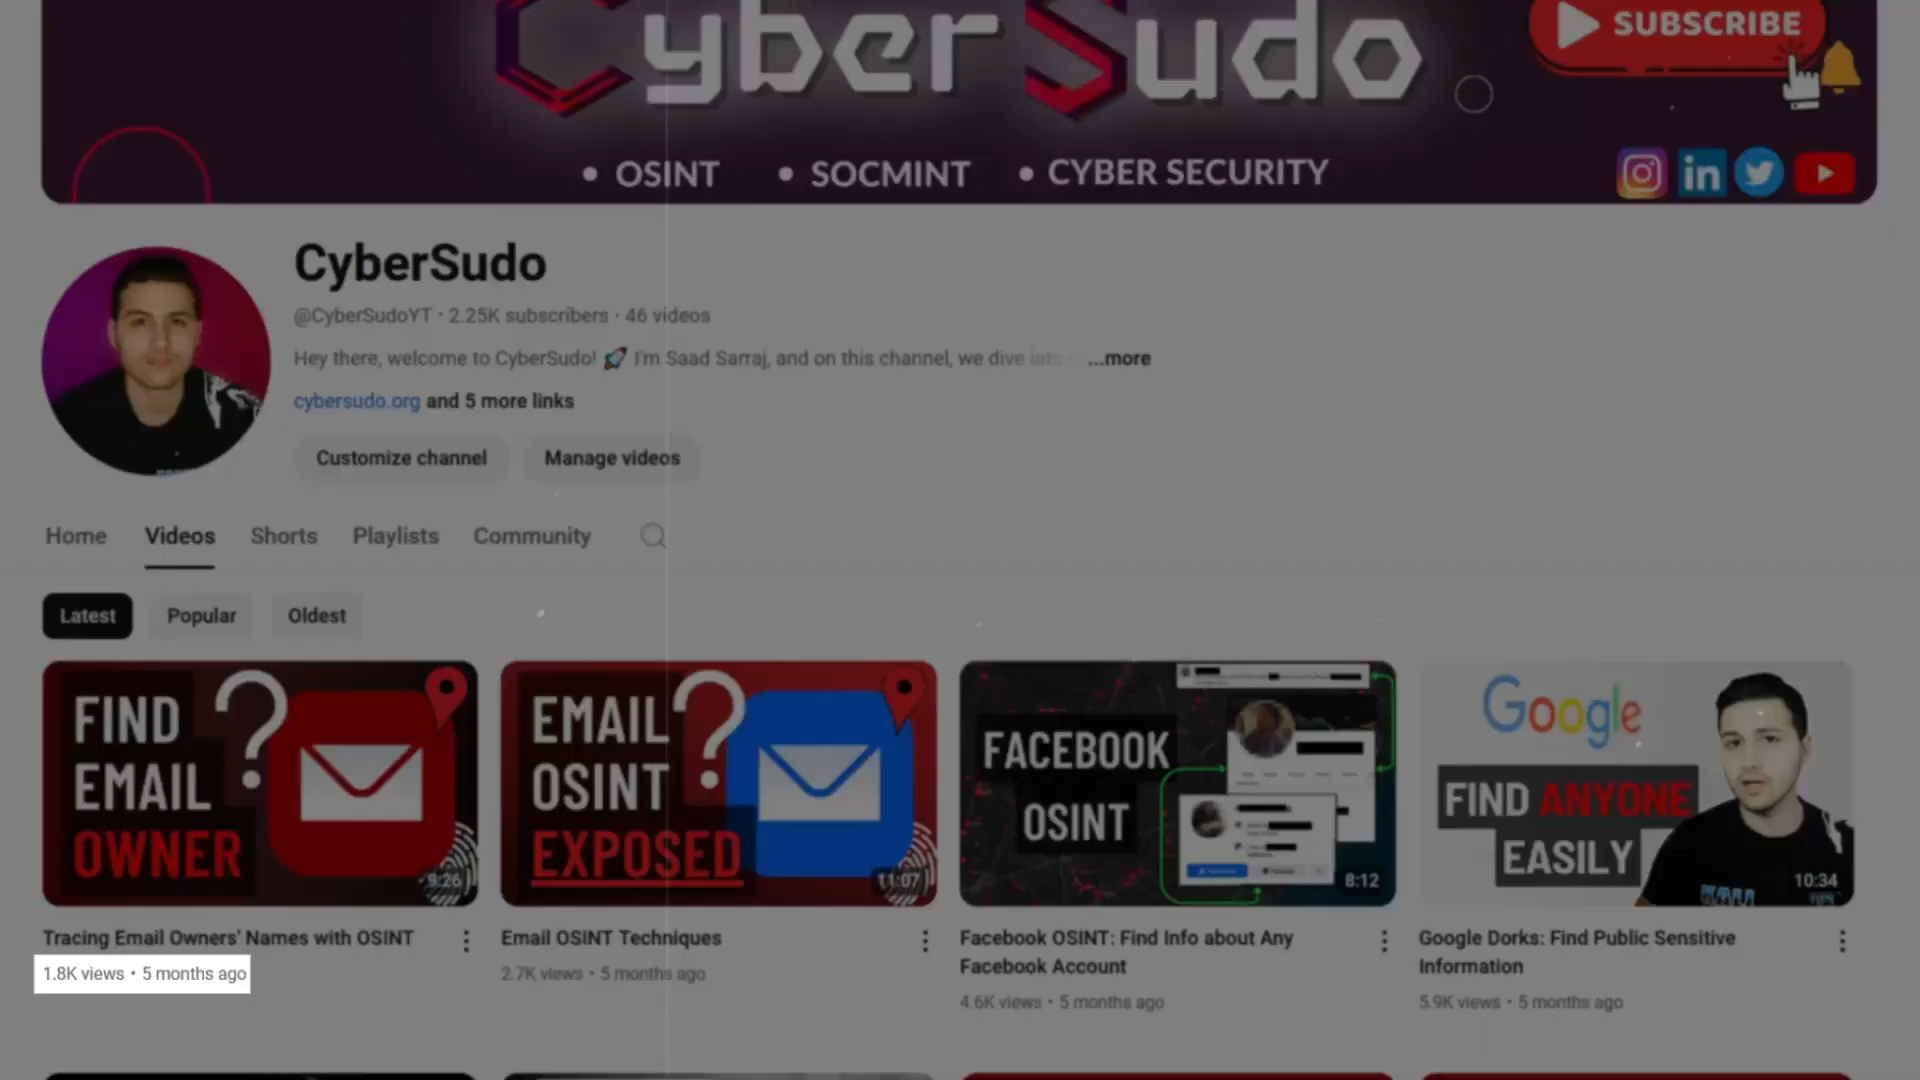 CyberSudo
SUBSCRIBE
• OSINT • SOCMINT • CYBER SECURITY
CyberSudo
@CyberSudoYT • 2.25K subscribers • 46 videos
Hey there, welcome to CyberSudo! 🚀 I'm Saad Sarraj, and on this channel, we dive into ...more
cybersudo.org and 5 more links
Customize channel Manage videos
Home Videos Shorts Playlists Community
Latest Popular Oldest
FIND
EMAIL
OWNER
?
9:26
EMAIL
OSINT
EXPOSED
?
11:07
FACEBOOK
OSINT
8:12
Google
FIND ANYONE
EASILY
10:34
Tracing Email Owners' Names with OSINT
1.8K views • 5 months ago
Email OSINT Techniques
2.7K views • 5 months ago
Facebook OSINT: Find Info about Any
Facebook Account
4.6K views • 5 months ago
Google Dorks: Find Public Sensitive
Information
5.9K views • 5 months ago